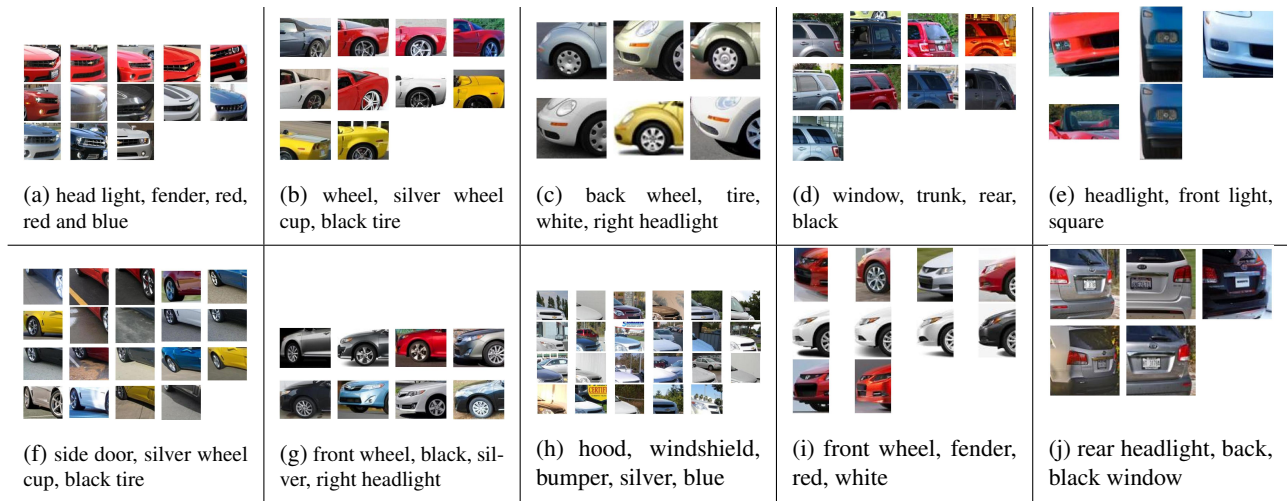 (a) head light, fender, red,
red and blue
(b) wheel, silver wheel
cup, black tire
(c) back wheel, tire,
white, right headlight
(d) window, trunk, rear,
black
(e) headlight, front light,
square
(f) side door, silver wheel
cup, black tire
(g) front wheel, black, sil-
ver, right headlight
(h) hood, windshield,
bumper, silver, blue
(i) front wheel, fender,
red, white
(j) rear headlight, back,
black window